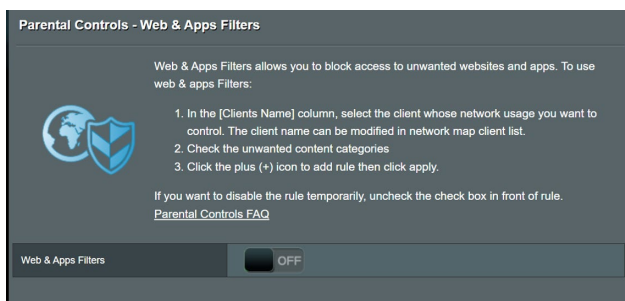 Parental Controls - Web & Apps Filters
Web & Apps Filters allows you to block access to unwanted websites and apps. To use
web & apps Filters:
1. In the [Clients Name] column, select the client whose network usage you want to
control. The client name can be modified in network map client list.
2. Check the unwanted content categories
3. Click the plus (+) icon to add rule then click apply.
If you want to disable the rule temporarily, uncheck the check box in front of rule.
Parental Controls FAQ
Web & Apps Filters OFF